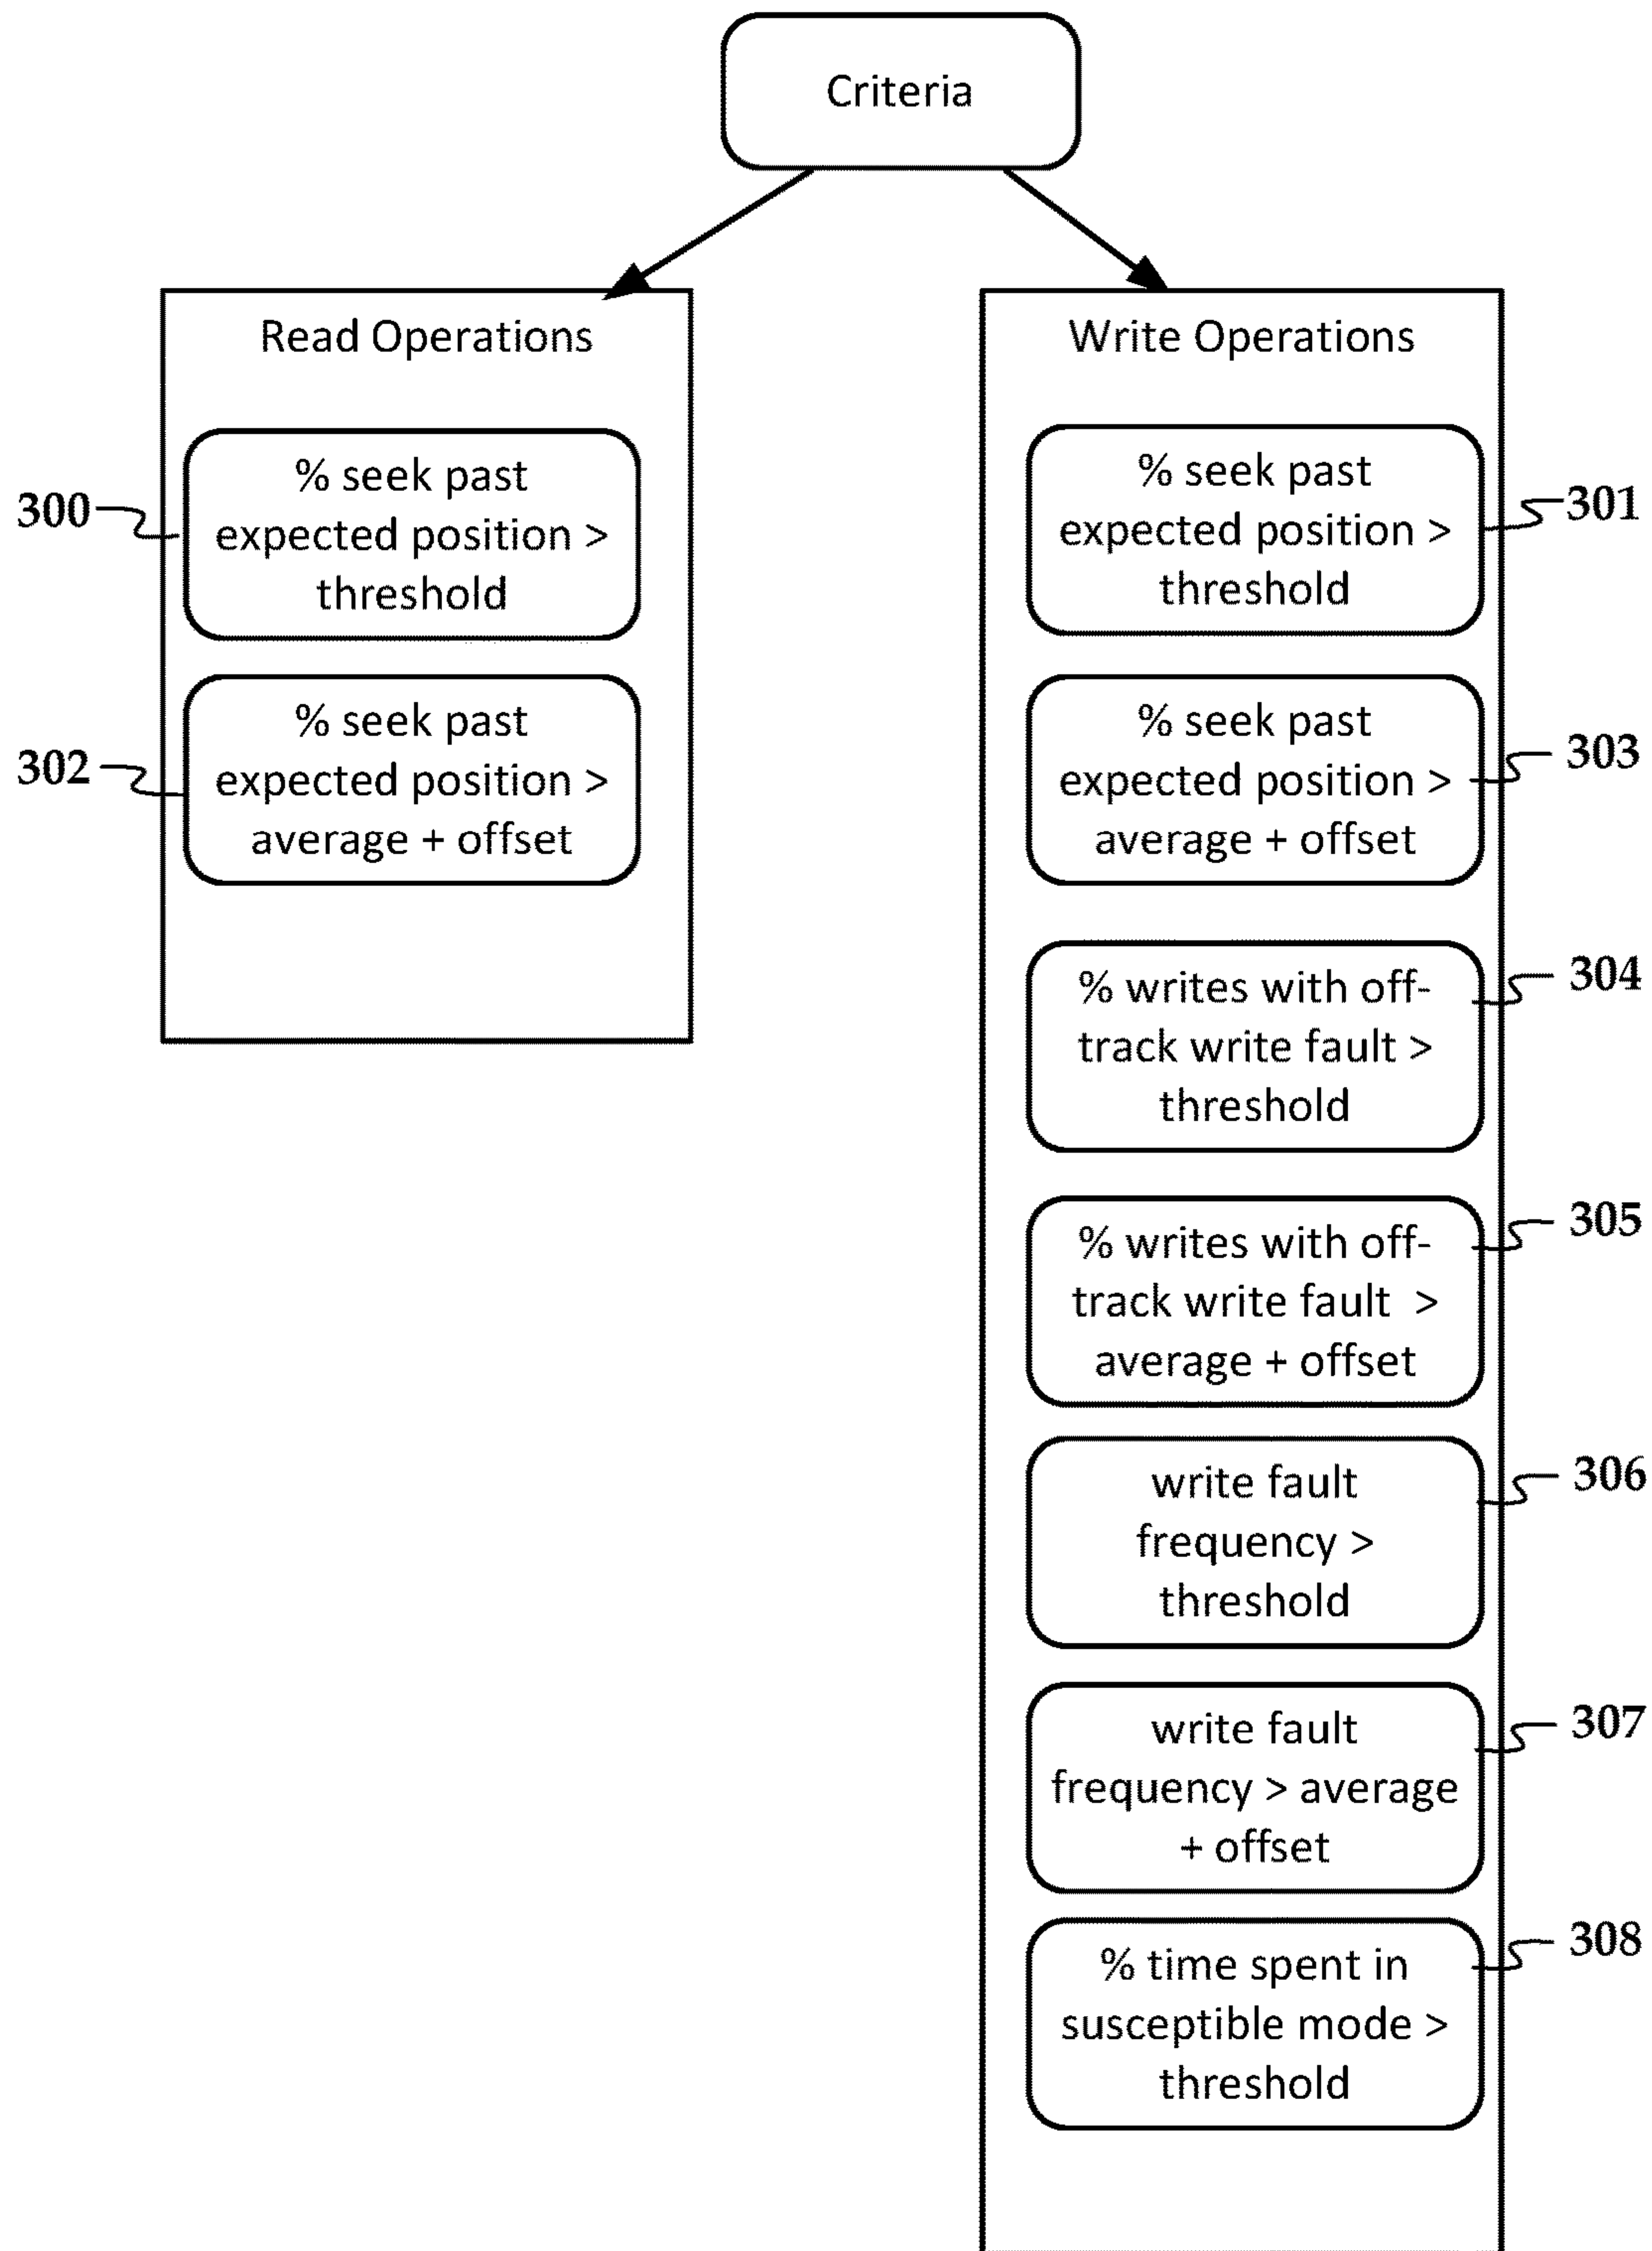 Criteria
Read Operations
% seek past
expected position >
threshold
300
% seek past
expected position >
average + offset
302
Write Operations
% seek past
expected position >
threshold
301
% seek past
expected position >
average + offset
303
% writes with off-
track write fault >
threshold
304
% writes with off-
track write fault >
average + offset
305
write fault
frequency >
threshold
306
write fault
frequency > average
+ offset
307
% time spent in
susceptible mode >
threshold
308